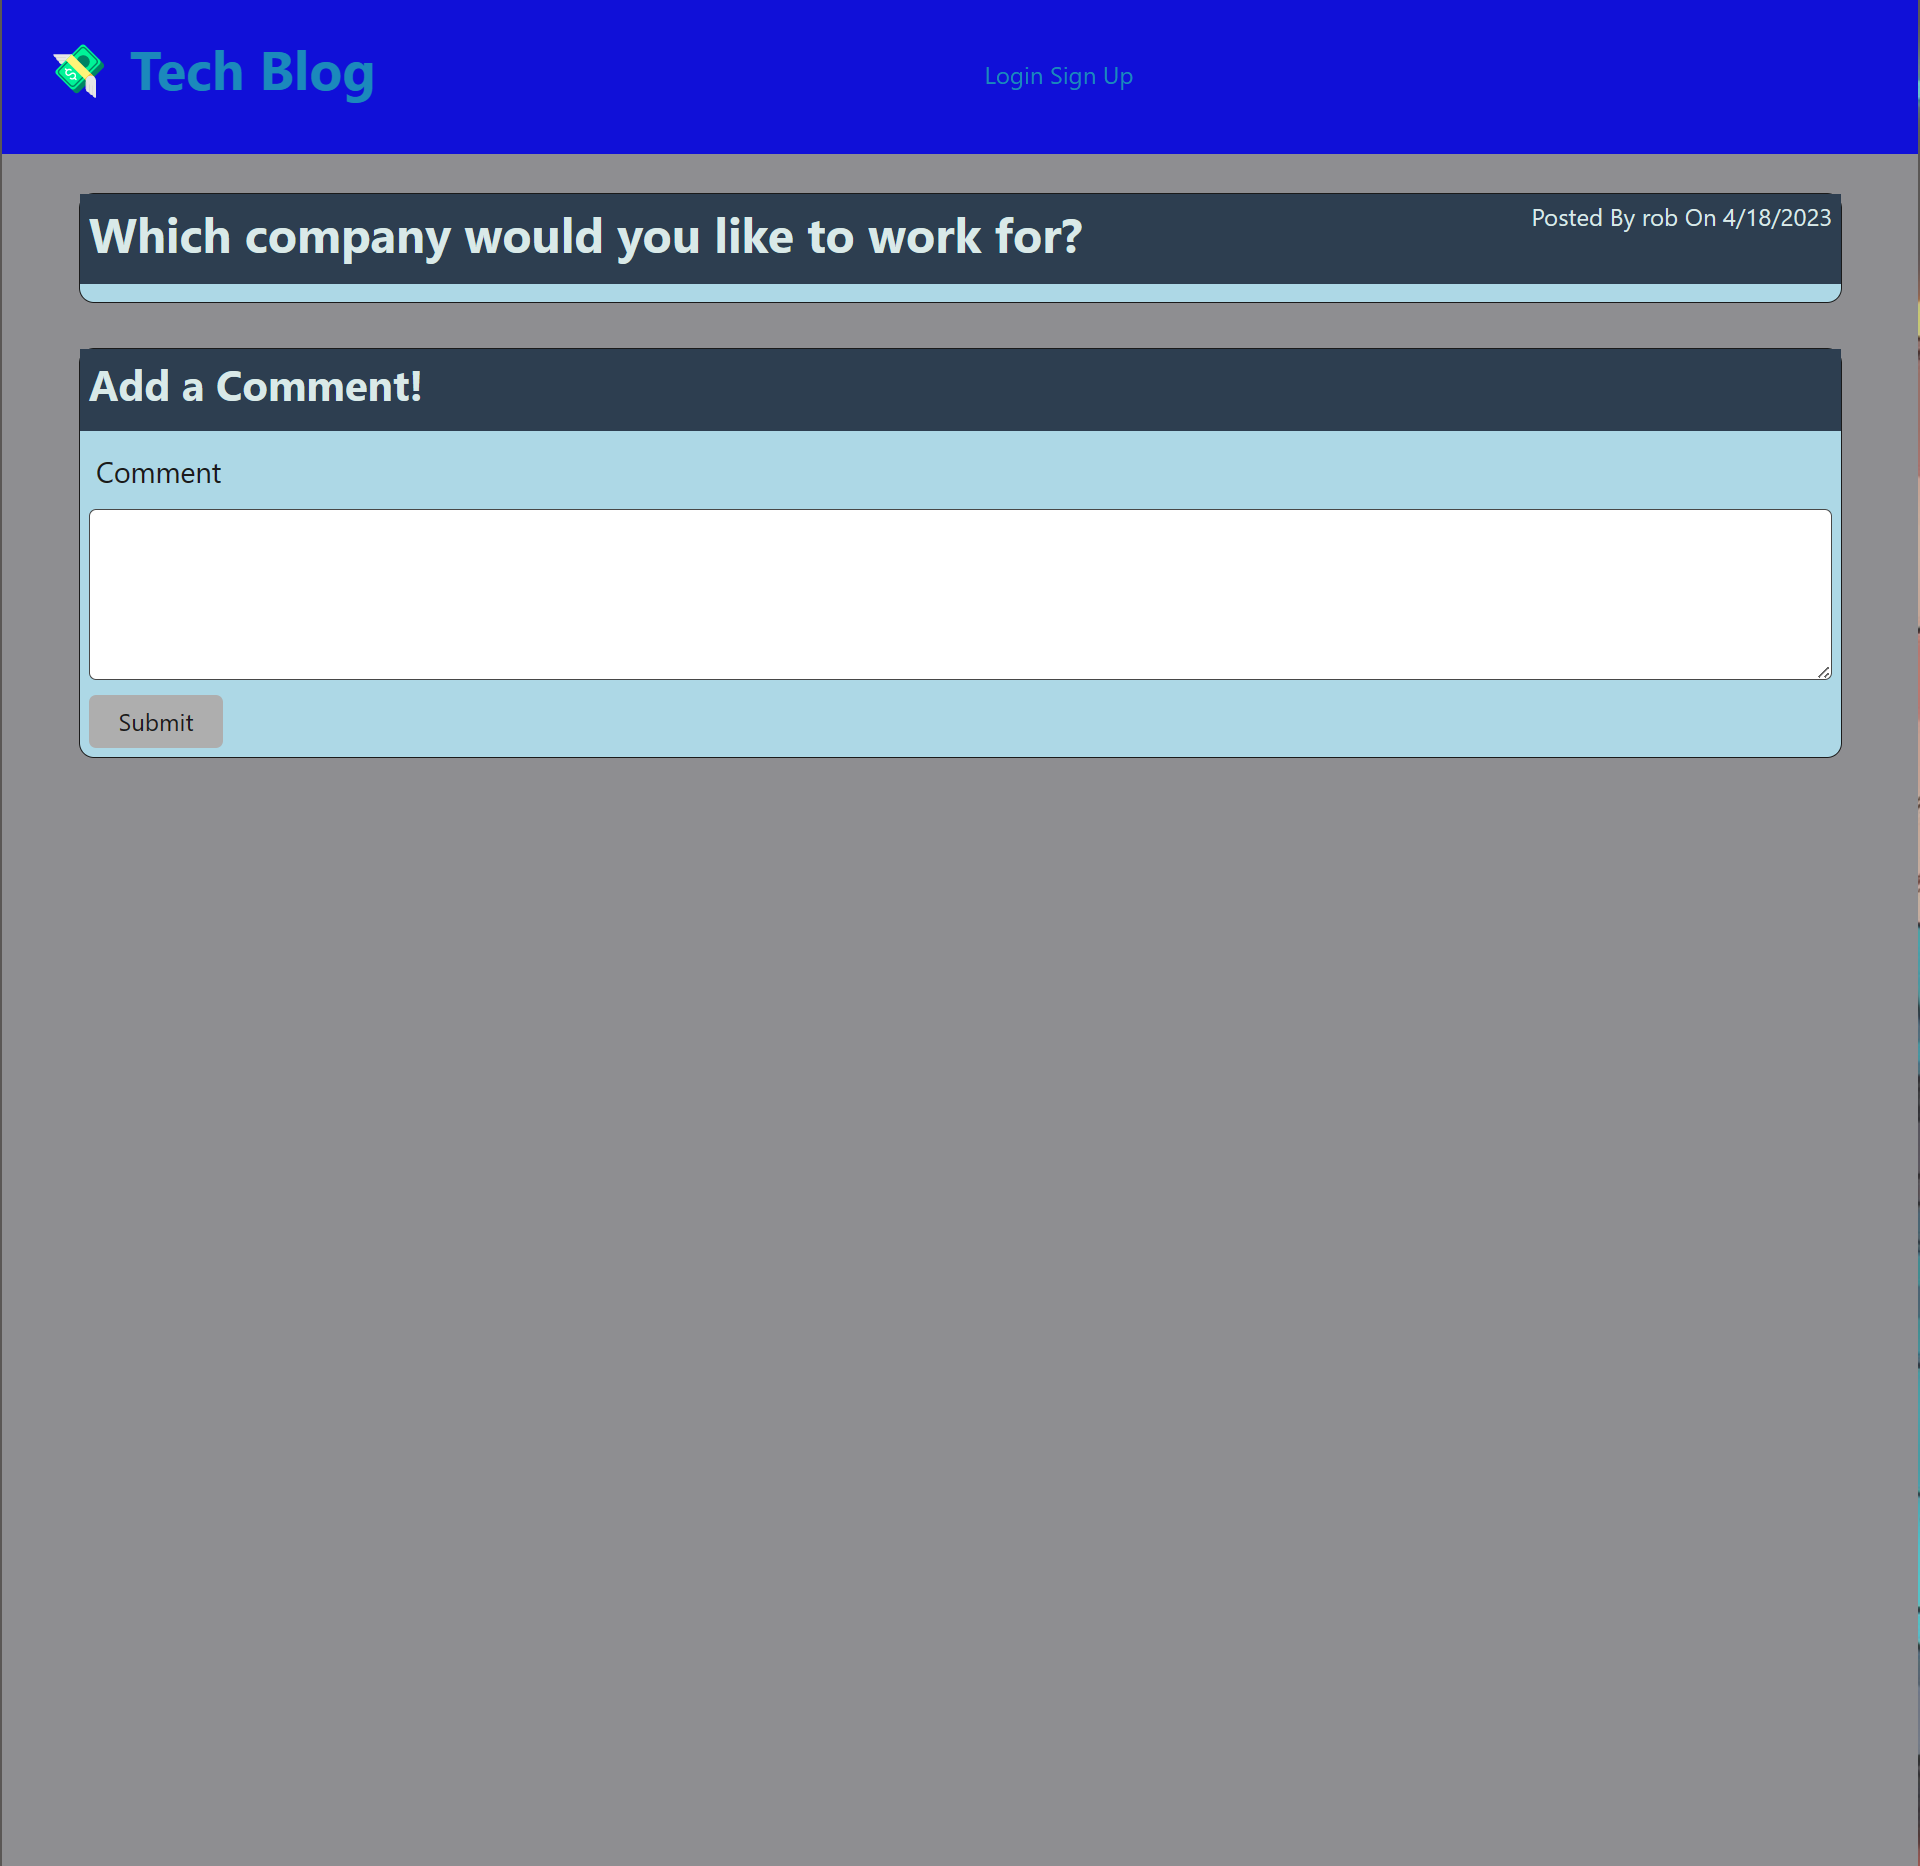 Tech Blog
Login Sign Up
Which company would you like to work for?
Posted By rob On 4/18/2023
Add a Comment!
Comment
Submit